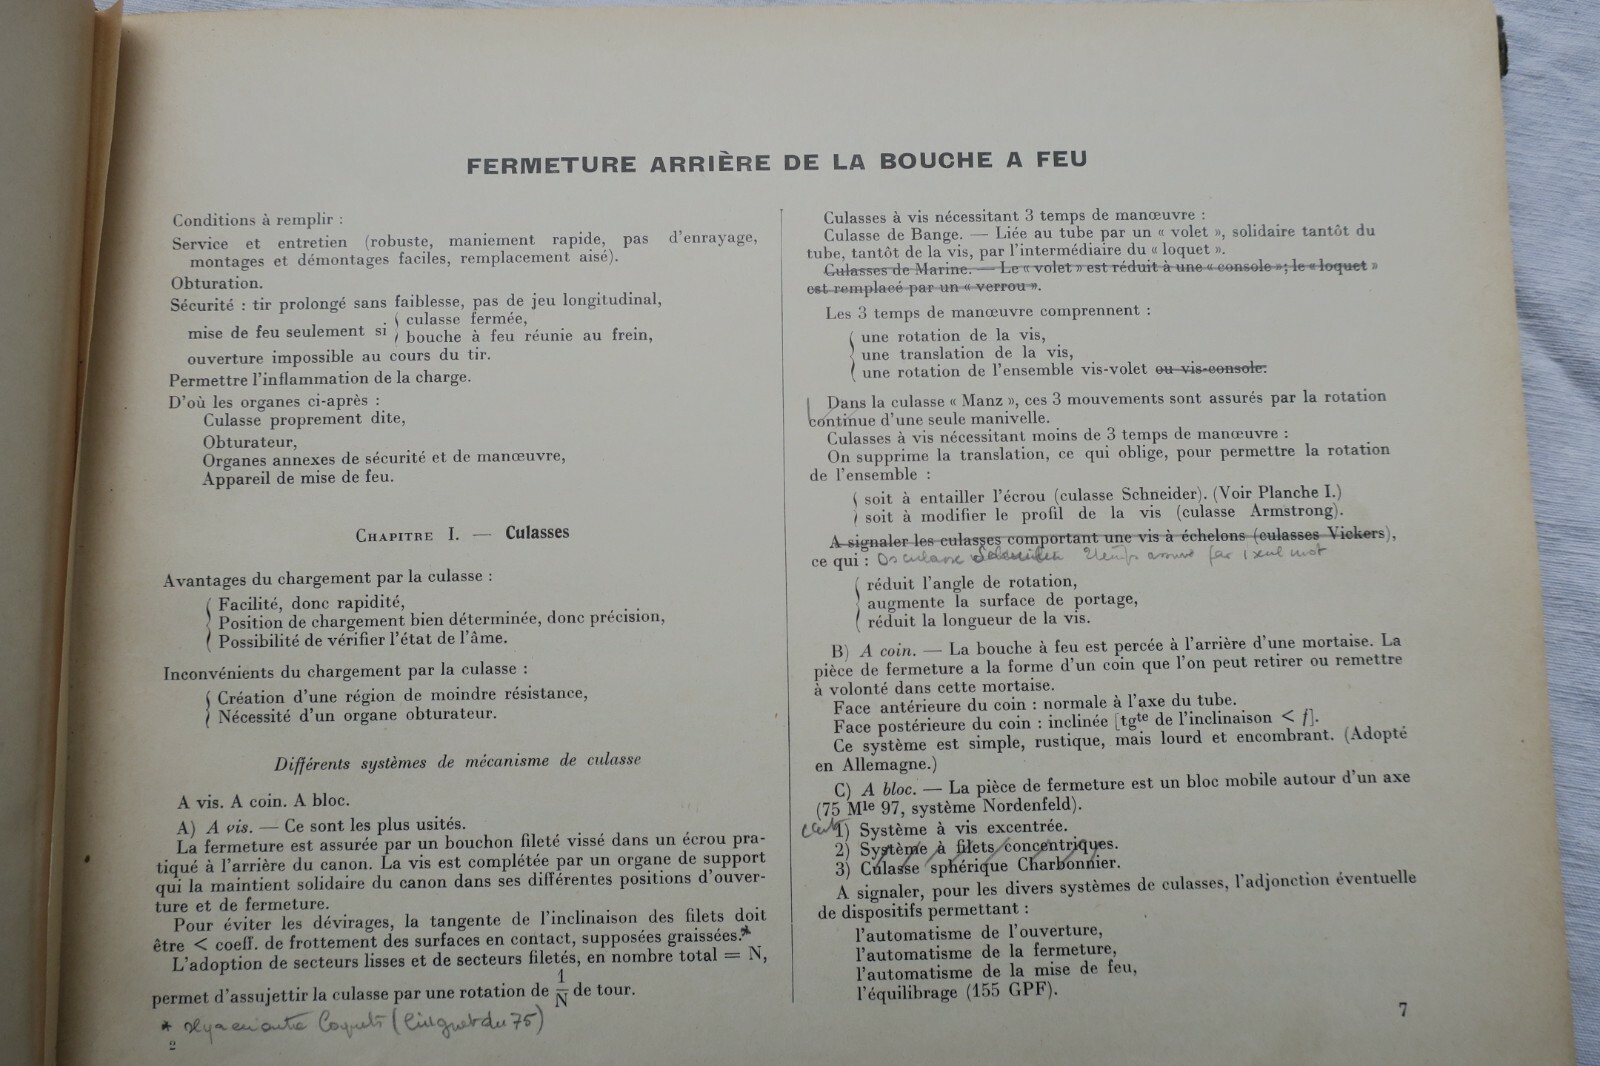 FERMETURE ARRIÈRE DE LA BOUCHE A FEU
Conditions à remplir :
Service et entretien (robuste, maniement rapide, pas d'enrayage,
montages et démontages faciles, remplacement aisé).
Obturation.
Sécurité : tir prolongé sans faiblesse, pas de jeu longitudinal,
mise de feu seulement si { culasse fermée,
bouche à feu réunie au frein,
ouverture impossible au cours du tir.
Permettre l'inflammation de la charge.
D'où les organes ci-après :
Culasse proprement dite,
Obturateur,
Organes annexes de sécurité et de manœuvre,
Appareil de mise de feu.
CHAPITRE I. — Culasses
Avantages du chargement par la culasse :
Facilité, donc rapidité,
Position de chargement bien déterminée, donc précision,
Possibilité de vérifier l'état de l'âme.
Inconvénients du chargement par la culasse :
Création d'une région de moindre résistance,
Nécessité d'un organe obturateur.
Différents systèmes de mécanisme de culasse
A vis. A coin. A bloc.
A) A vis. — Ce sont les plus usités.
La fermeture est assurée par un bouchon fileté vissé dans un écrou pra-
tiqué à l'arrière du canon. La vis est complétée par un organe de support
qui la maintient solidaire du canon dans ses différentes positions d'ouver-
ture et de fermeture.
Pour éviter les dévirages, la tangente de l'inclinaison des filets doit
être < coeff. de frottement des surfaces en contact, supposées graissées.*
L'adoption de secteurs lisses et de secteurs filetés, en nombre total = N,
permet d'assujettir la culasse par une rotation de 1/N de tour.
* Il y a en outre (Linguet du 75)
2
Culasses à vis nécessitant 3 temps de manœuvre :
Culasse de Bange. — Liée au tube par un « volet », solidaire tantôt du
tube, tantôt de la vis, par l'intermédiaire du « loquet ».
Culasses de Marine. — Le « volet » est réduit à une « console »; le « loquet »
est remplacé par un « verrou ».
Les 3 temps de manœuvre comprennent :
une rotation de la vis,
une translation de la vis,
une rotation de l'ensemble vis-volet ou vis-console.
Dans la culasse « Manz », ces 3 mouvements sont assurés par la rotation
continue d'une seule manivelle.
Culasses à vis nécessitant moins de 3 temps de manœuvre :
On supprime la translation, ce qui oblige, pour permettre la rotation
de l'ensemble :
soit à entailler l'écrou (culasse Schneider). (Voir Planche I.)
soit à modifier le profil de la vis (culasse Armstrong).
A signaler les culasses comportant une vis à échelons (culasses Vickers),
ce qui : culasse 2 temps assuré par 1 seul mot
réduit l'angle de rotation,
augmente la surface de portage,
réduit la longueur de la vis.
B) A coin. — La bouche à feu est percée à l'arrière d'une mortaise. La
pièce de fermeture a la forme d'un coin que l'on peut retirer ou remettre
à volonté dans cette mortaise.
Face antérieure du coin : normale à l'axe du tube.
Face postérieure du coin : inclinée [tgte de l'inclinaison < f].
Ce système est simple, rustique, mais lourd et encombrant. (Adopté
en Allemagne.)
C) A bloc. — La pièce de fermeture est un bloc mobile autour d'un axe
(75 Mle 97, système Nordenfeld).
1) Système à vis excentrée.
2) Système à filets concentriques.
3) Culasse sphérique Charbonnier.
A signaler, pour les divers systèmes de culasses, l'adjonction éventuelle
de dispositifs permettant :
l'automatisme de l'ouverture,
l'automatisme de la fermeture,
l'automatisme de la mise de feu,
l'équilibrage (155 GPF).
7